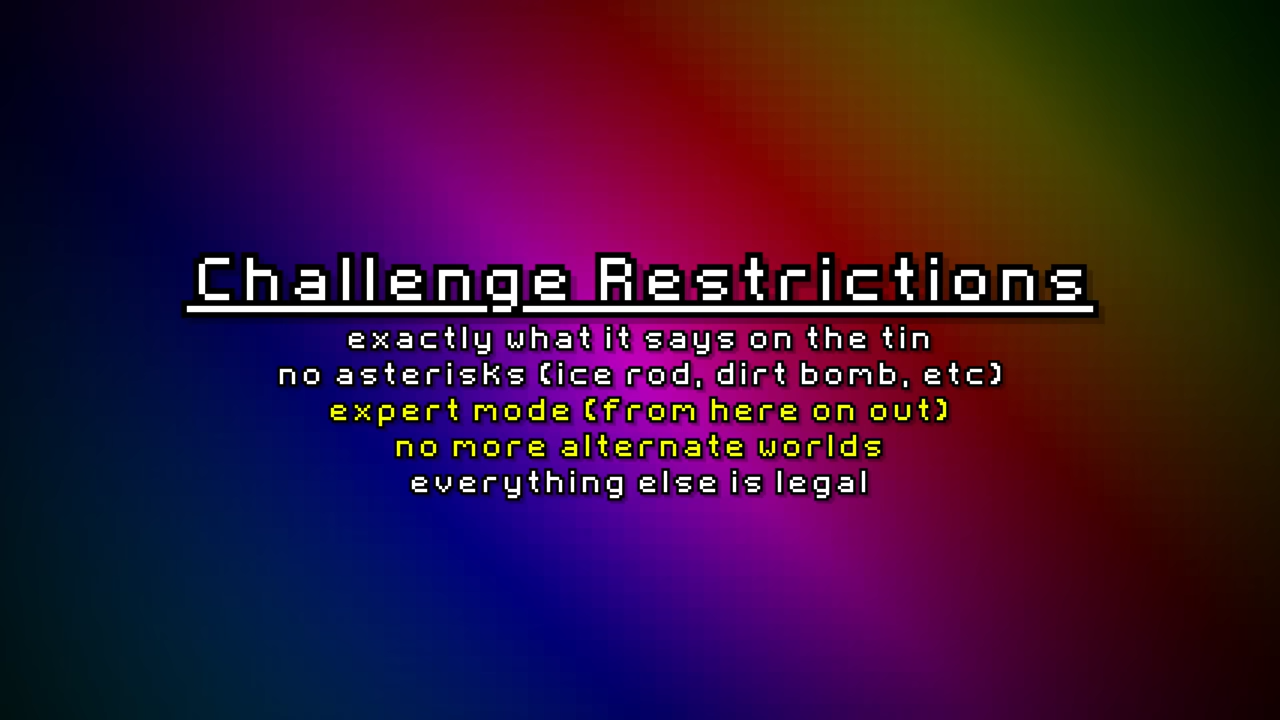 Challenge Restrictions
exactly what it says on the tin
no asterisks (ice rod, dirt bomb, etc)
expert mode (from here on out)
no more alternate worlds
everything else is legal